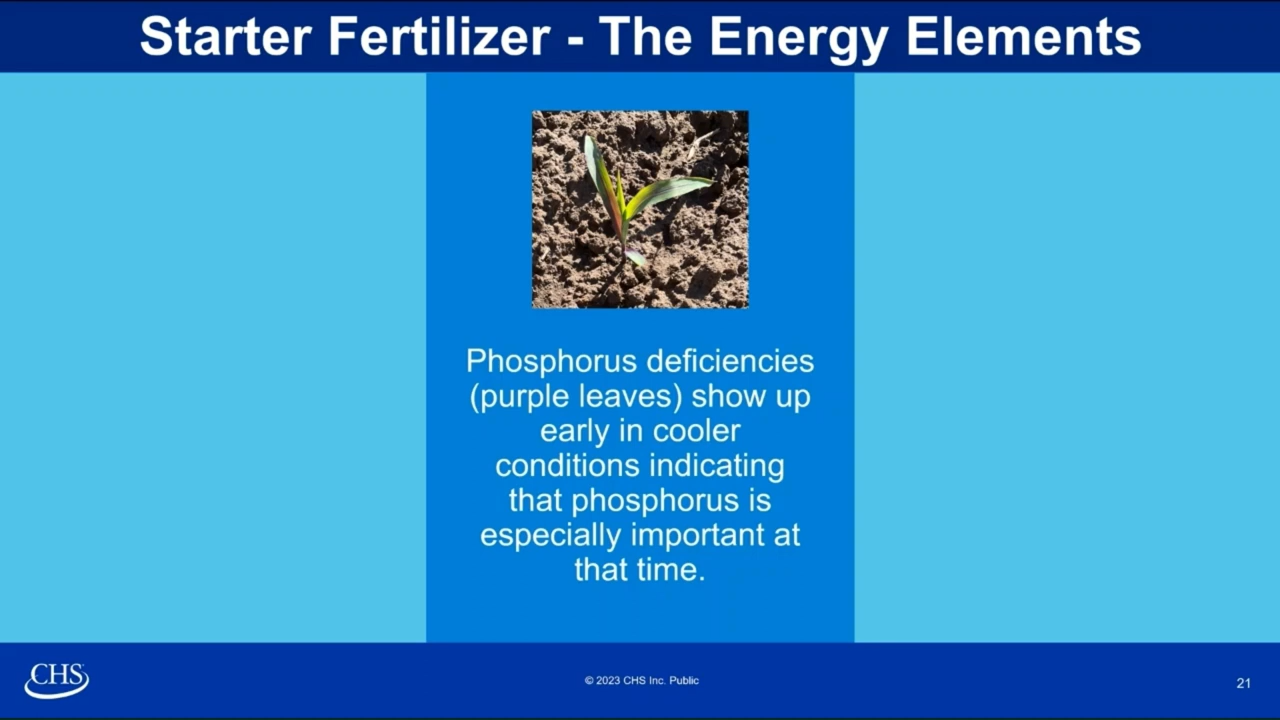 Starter Fertilizer - The Energy Elements
Phosphorus deficiencies
(purple leaves) show up
early in cooler
conditions indicating
that phosphorus is
especially important at
that time.
CHS
© 2023 CHS Inc. Public
21